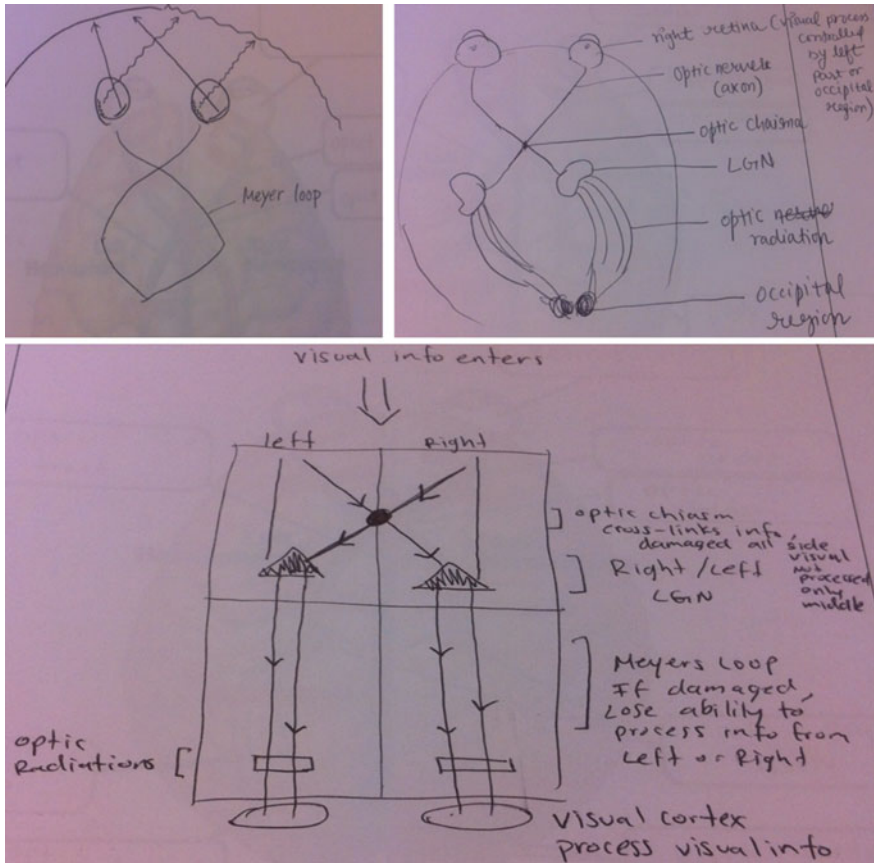 Meyer loop
right retina (visual process
controlled
by left
part or
occipital
region)
optic nervele
(axon)
optic chaisma
LGN
optic
radiation
occipital
region
visual info enters
left
Right
optic chiasm
cross-links info
damaged all side
visual
not
processed
only
middle
Right/Left
LGN
Meyers loop
If damaged,
Lose ability to
process info from
Left or Right
optic
Radiations
visual cortex
process visual info